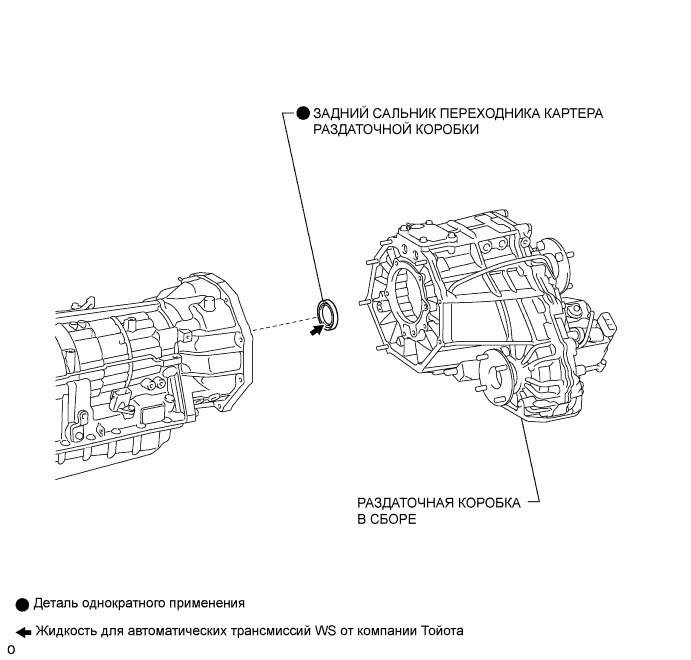 ЗАДНИЙ САЛЬНИК ПЕРЕХОДНИКА КАРТЕРА
РАЗДАТОЧНОЙ КОРОБКИ
РАЗДАТОЧНАЯ КОРОБКА
В СБОРЕ
Деталь однократного применения
Жидкость для автоматических трансмиссий WS от компании Тойота
O